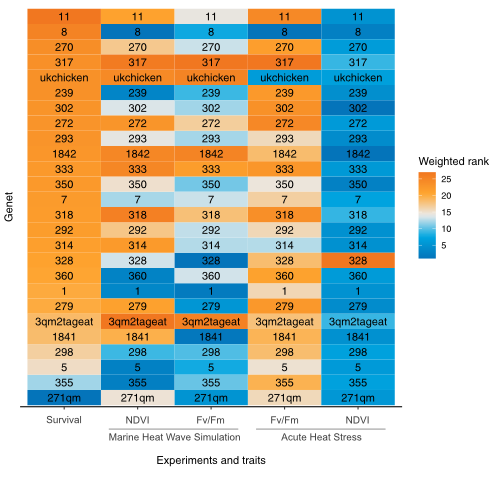 11 11 11 11 11
8 8 8 8 8
270 270 270 270 270
317 317 317 317 317
ukchicken ukchicken ukchicken ukchicken ukchicken
239 239 239 239 239
302 302 302 302 302
272 272 272 272 272
293 293 293 293 293
1842 1842 1842 1842 1842
333 333 333 333 333
350 350 350 350 350
7 7 7 7 7
318 318 318 318 318
292 292 292 292 292
314 314 314 314 314
328 328 328 328 328
360 360 360 360 360
1 1 1 1 1
279 279 279 279 279
3qm2tageat 3qm2tageat 3qm2tageat 3qm2tageat 3qm2tageat
1841 1841 1841 1841 1841
298 298 298 298 298
5 5 5 5 5
355 355 355 355 355
271qm 271qm 271qm 271qm 271qm
Genet
Survival NDVI Fv/Fm Fv/Fm NDVI
Marine Heat Wave Simulation Acute Heat Stress
Experiments and traits
Weighted rank
25
20
15
10
5